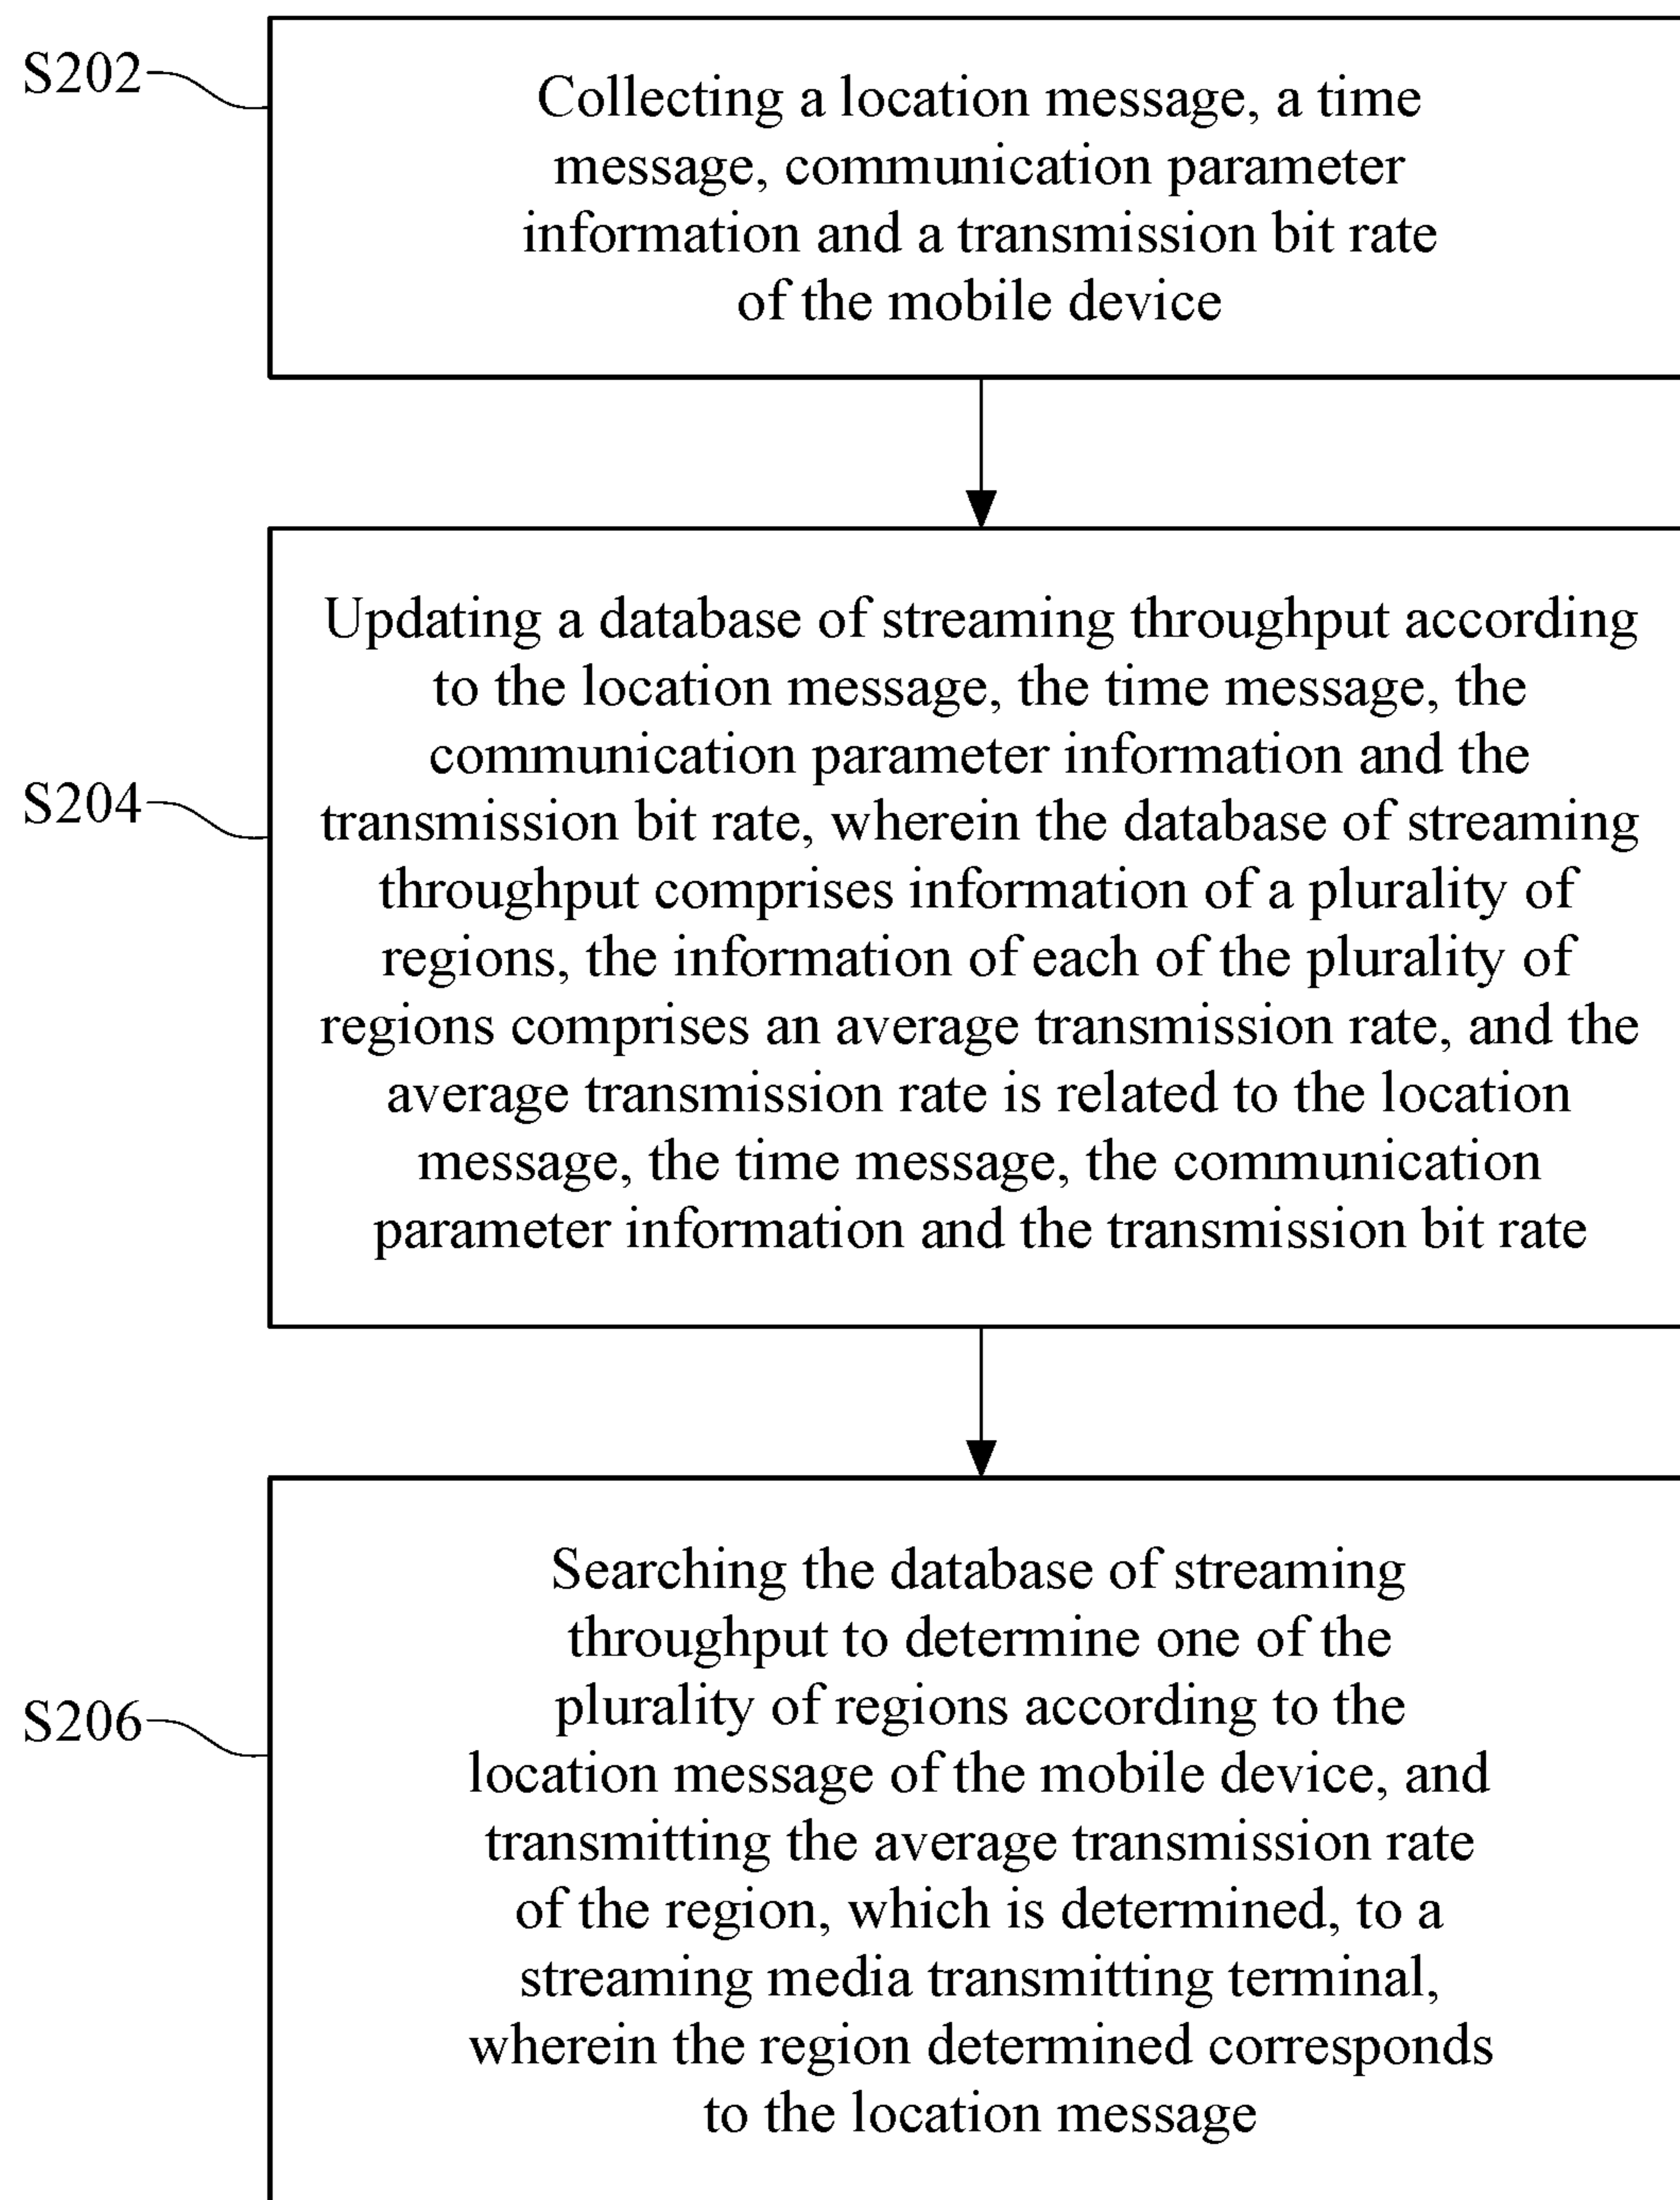 S202
Collecting a location message, a time
message, communication parameter
information and a transmission bit rate
of the mobile device
S204
Updating a database of streaming throughput according
to the location message, the time message, the
communication parameter information and the
transmission bit rate, wherein the database of streaming
throughput comprises information of a plurality of
regions, the information of each of the plurality of
regions comprises an average transmission rate, and the
average transmission rate is related to the location
message, the time message, the communication
parameter information and the transmission bit rate
S206
Searching the database of streaming
throughput to determine one of the
plurality of regions according to the
location message of the mobile device, and
transmitting the average transmission rate
of the region, which is determined, to a
streaming media transmitting terminal,
wherein the region determined corresponds
to the location message